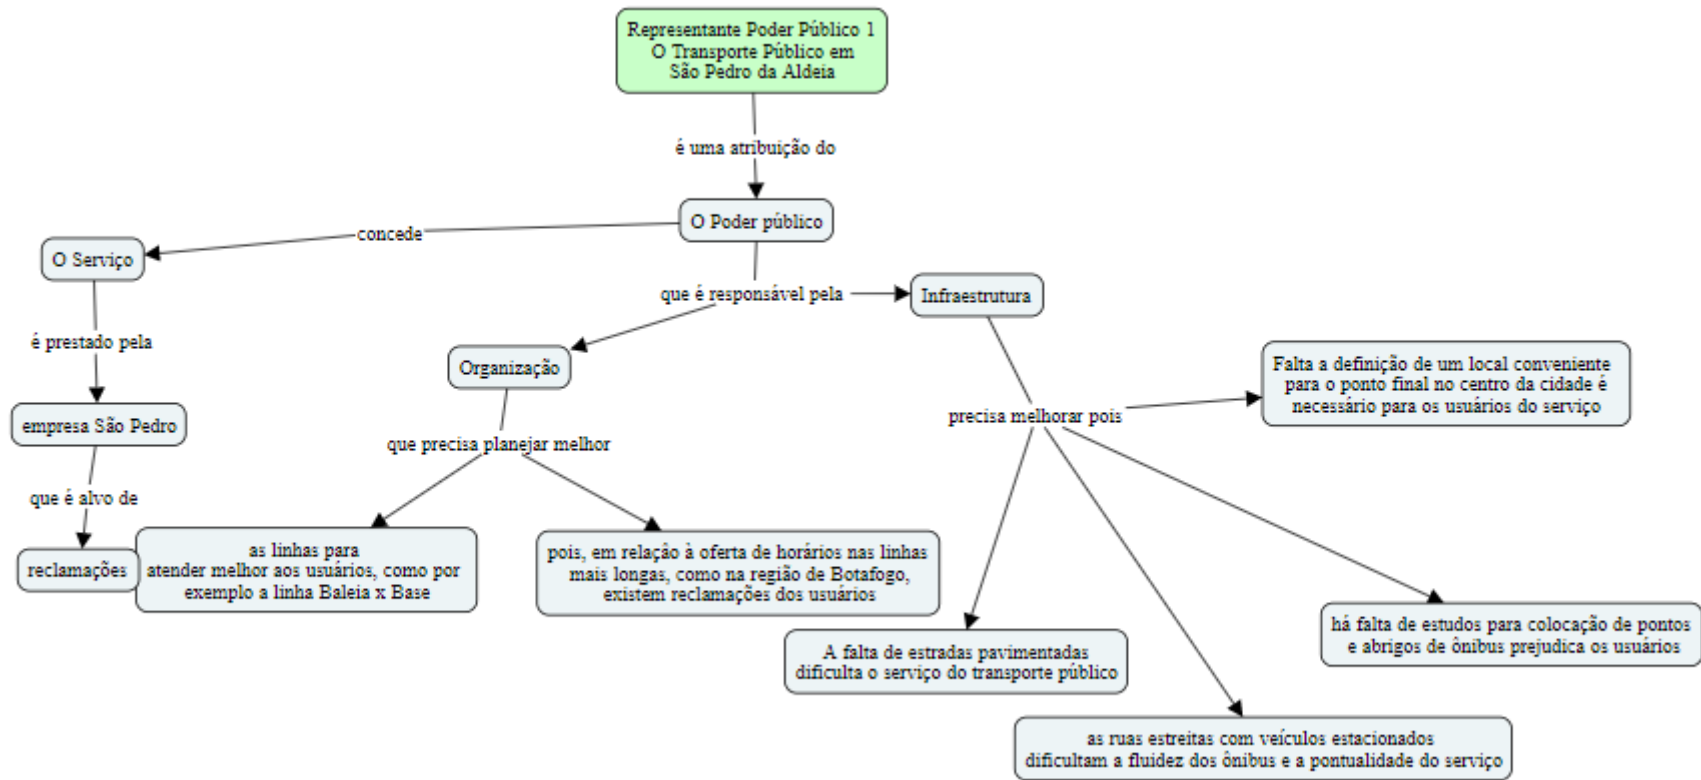 Representante Poder Público 1
O Transporte Público em
São Pedro da Aldeia
é uma atribuição do
O Poder público
concede
O Serviço
que é responsável pela
Infraestrutura
é prestado pela
Organização
Falta a definição de um local conveniente
para o ponto final no centro da cidade é
necessário para os usuários do serviço
empresa São Pedro
precisa melhorar pois
que precisa planejar melhor
que é alvo de
reclamações
as linhas para
atender melhor aos usuários, como por
exemplo a linha Baleia x Base
pois, em relação à oferta de horários nas linhas
mais longas, como na região de Botafogo,
existem reclamações dos usuários
há falta de estudos para colocação de pontos
e abrigos de ônibus prejudica os usuários
A falta de estradas pavimentadas
dificulta o serviço do transporte público
as ruas estreitas com veículos estacionados
dificultam a fluidez dos ônibus e a pontualidade do serviço